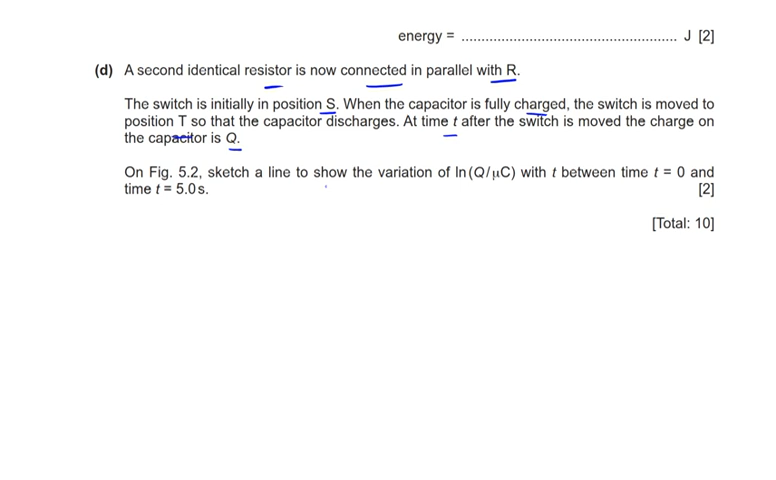 energy = ........................................................ J [2]
(d) A second identical resistor is now connected in parallel with R.
The switch is initially in position S. When the capacitor is fully charged, the switch is moved to
position T so that the capacitor discharges. At time t after the switch is moved the charge on
the capacitor is Q.
On Fig. 5.2, sketch a line to show the variation of ln (Q/μC) with t between time t = 0 and
time t = 5.0 s. [2]
[Total: 10]